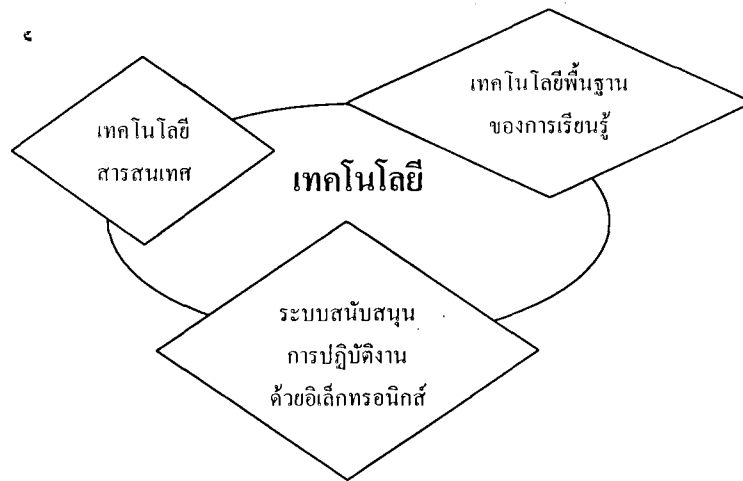 เทคโนโลยีพื้นฐาน
ของการเรียนรู้
เทคโนโลยี
สารสนเทศ
เทคโนโลยี
ระบบสนับสนุน
การปฏิบัติงาน
ด้วยอิเล็กทรอนิกส์